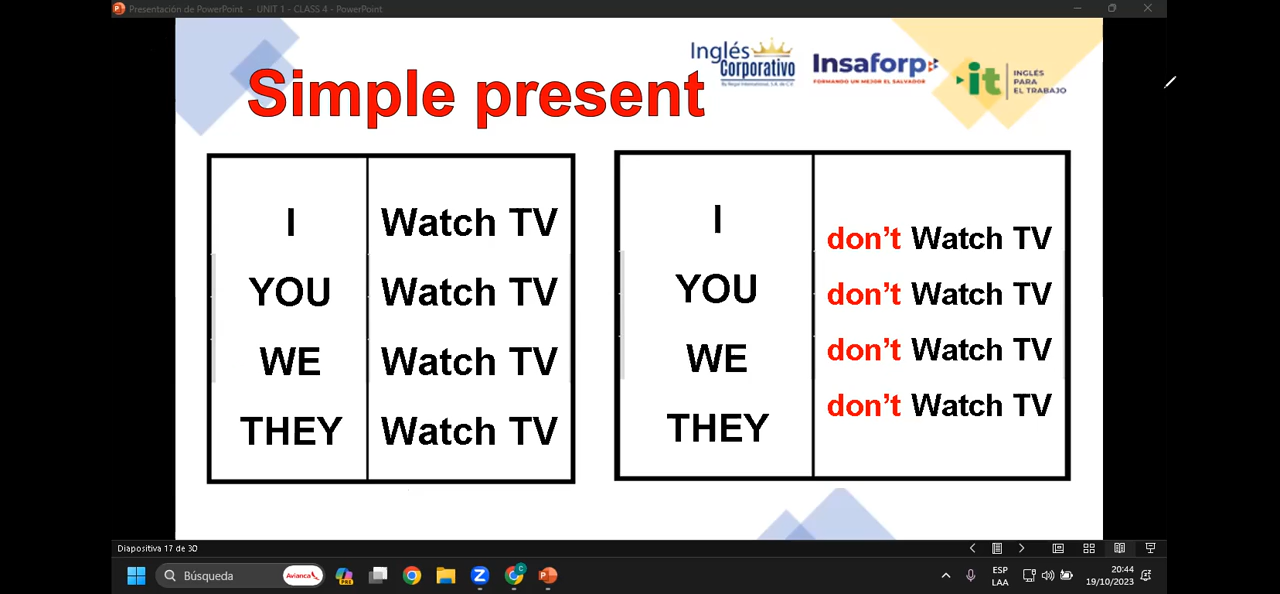 Presentación de PowerPoint - UNIT 1 - CLASS 4 - PowerPoint
Simple present
Inglés
Corporativo
Insaforp
FORMANDO UN MEJOR EL SALVADOR
it
INGLÉS
PARA
EL TRABAJO
I Watch TV
YOU Watch TV
WE Watch TV
THEY Watch TV
I don't Watch TV
YOU don't Watch TV
WE don't Watch TV
THEY don't Watch TV
Diapositiva 17 de 30
Búsqueda
Avianca
PRE
ESP
LAA
20:44
19/10/2023